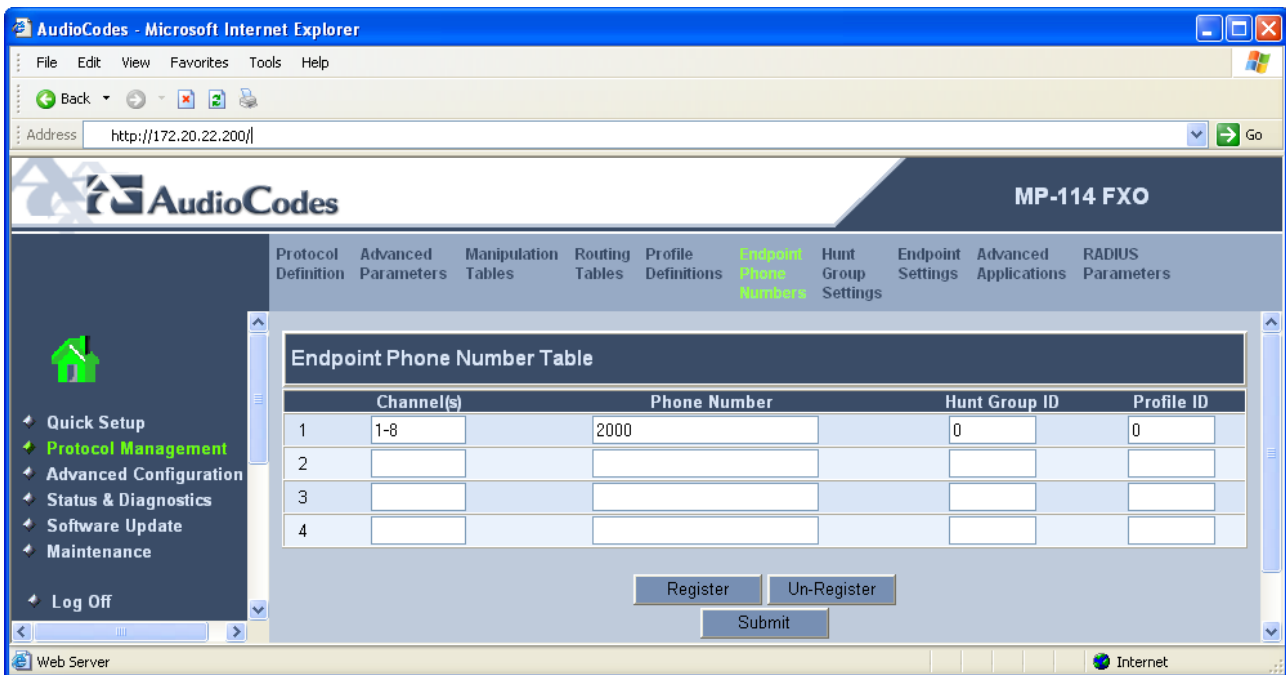 AudioCodes - Microsoft Internet Explorer
File Edit View Favorites Tools Help
Back
Address http://172.20.22.200/ Go
AudioCodes
MP-114 FXO
Protocol Definition
Advanced Parameters
Manipulation Tables
Routing Tables
Profile Definitions
Endpoint Phone Numbers
Hunt Group Settings
Endpoint Settings
Advanced Applications
RADIUS Parameters
Quick Setup
Protocol Management
Advanced Configuration
Status & Diagnostics
Software Update
Maintenance
Log Off
Endpoint Phone Number Table
Channel(s) Phone Number Hunt Group ID Profile ID
1 1-8 2000 0 0
2
3
4
Register Un-Register
Submit
Web Server Internet